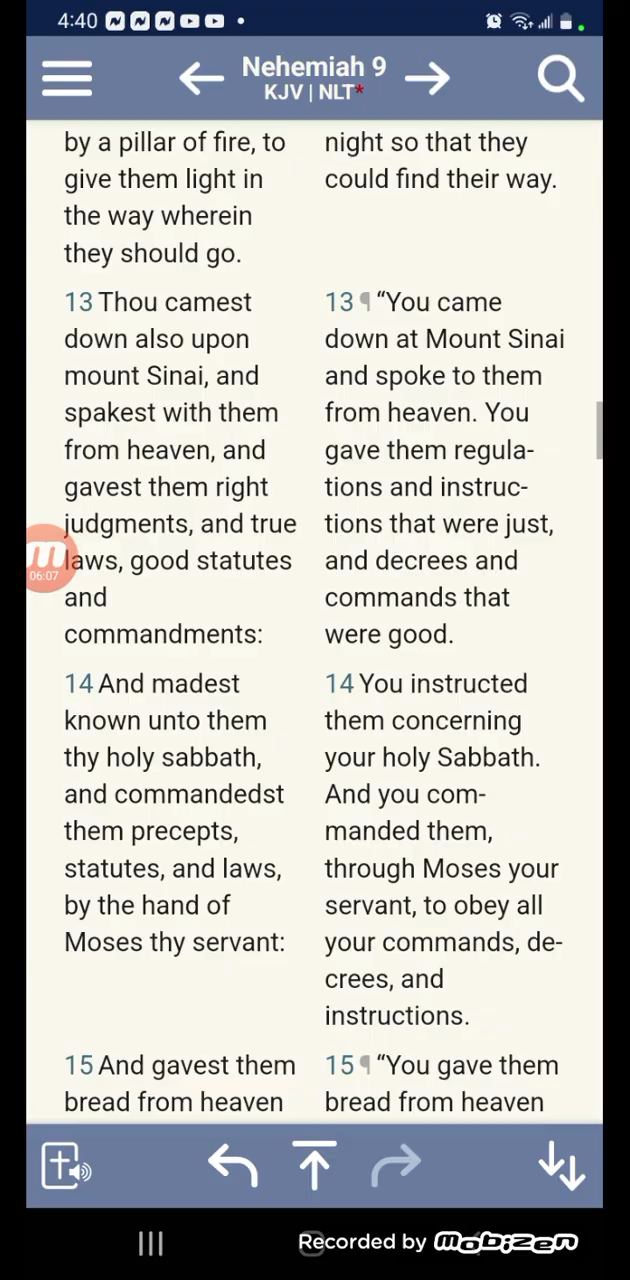 4:40
Nehemiah 9
KJV | NLT*
by a pillar of fire, to
give them light in
the way wherein
they should go.
13 Thou camest
down also upon
mount Sinai, and
spakest with them
from heaven, and
gavest them right
judgments, and true
laws, good statutes
and
commandments:
14 And madest
known unto them
thy holy sabbath,
and commandedst
them precepts,
statutes, and laws,
by the hand of
Moses thy servant:
15 And gavest them
bread from heaven
night so that they
could find their way.
13 ¶ “You came
down at Mount Sinai
and spoke to them
from heaven. You
gave them regula-
tions and instruc-
tions that were just,
and decrees and
commands that
were good.
14 You instructed
them concerning
your holy Sabbath.
And you com-
manded them,
through Moses your
servant, to obey all
your commands, de-
crees, and
instructions.
15 ¶ “You gave them
bread from heaven
06:07
Recorded by mobizen